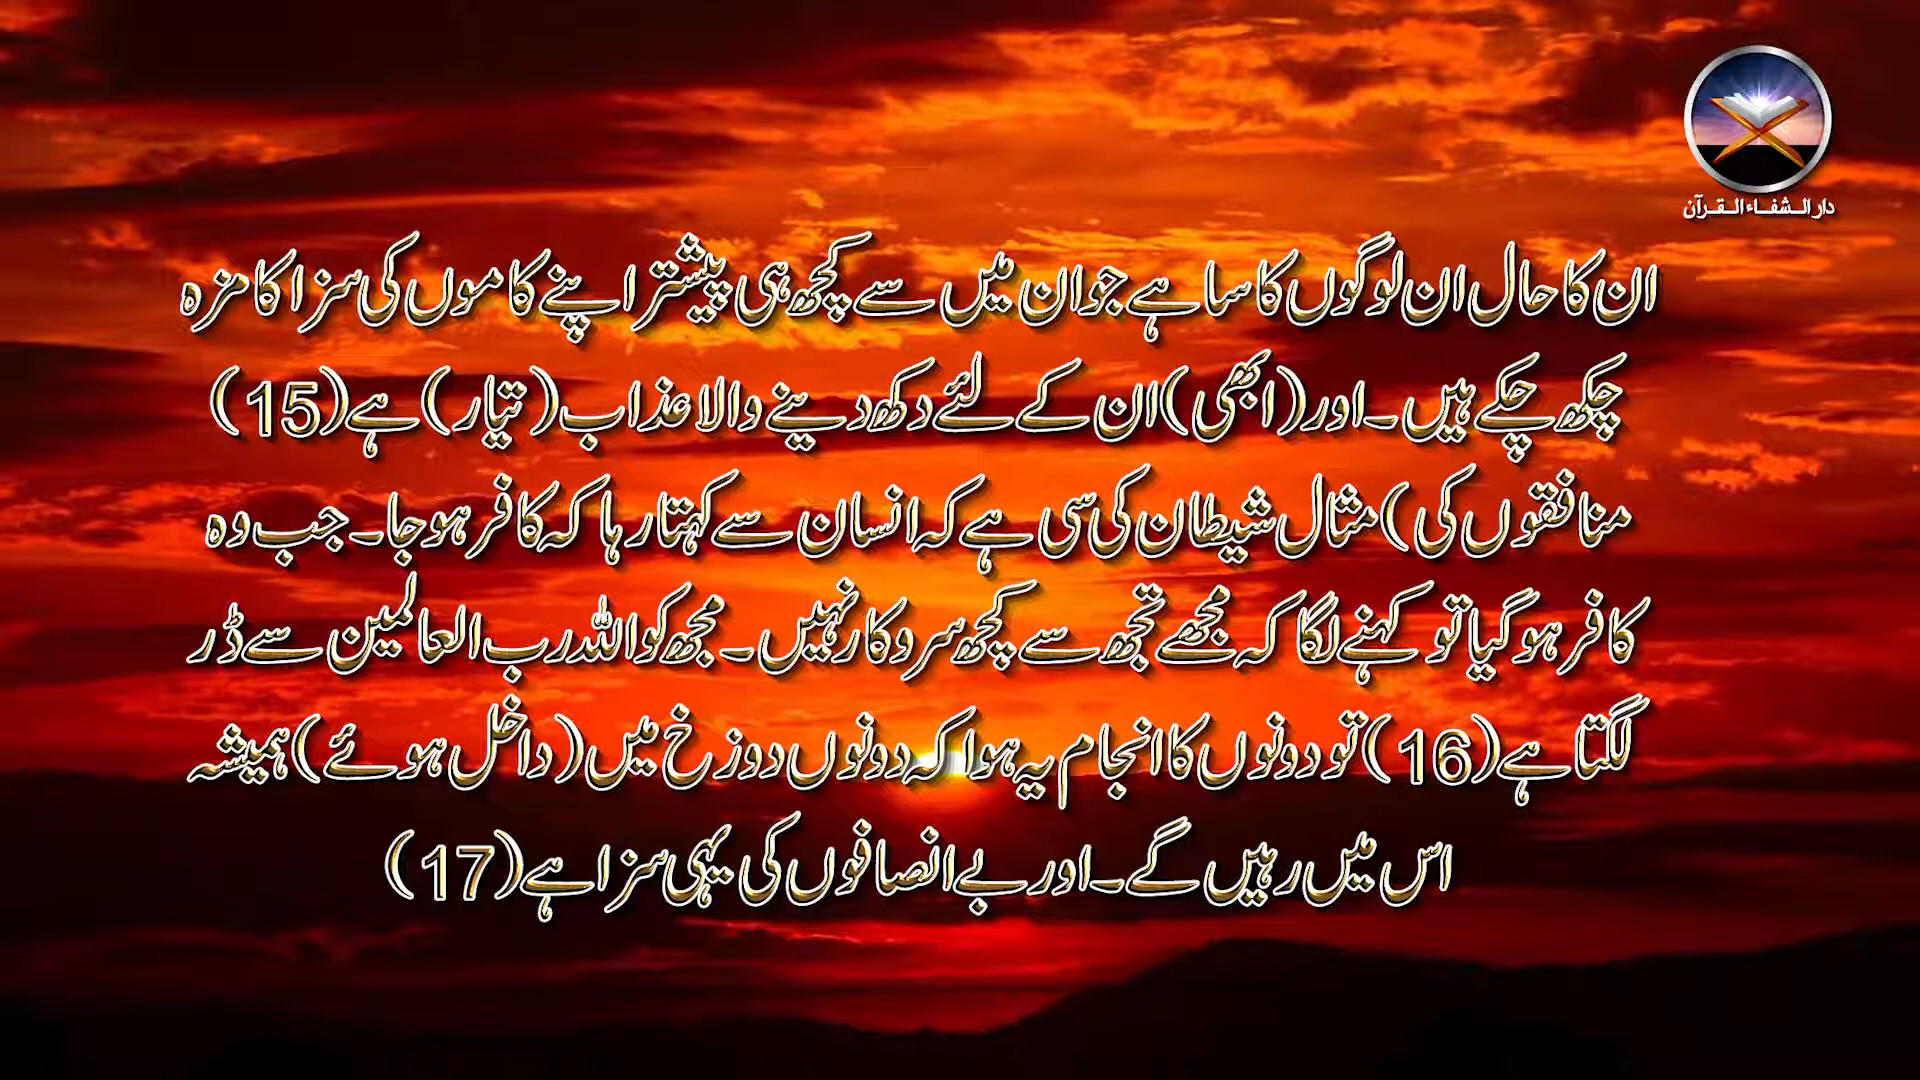 دار الشفاء القرآن
ان کا حال ان لوگوں کا سا ہے جو ان میں سے کچھ ہی پیشتر اپنے کاموں کی سزا کا مزہ
چکھ چکے ہیں۔ اور (ابھی) ان کے لئے دکھ دینے والا عذاب (تیار) ہے (15)
منافقوں کی) مثال شیطان کی سی ہے کہ انسان سے کہتا رہا کہ کافر ہوجا۔ جب وہ
کافر ہوگیا تو کہنے لگا کہ مجھے تجھ سے کچھ سروکار نہیں۔ مجھ کو اللہ رب العالمین سے ڈر
لگتا ہے (16) تو دونوں کا انجام یہ ہوا کہ دونوں دوزخ میں (داخل ہوئے) ہمیشہ
اس میں رہیں گے۔ اور بے انصافوں کی یہی سزا ہے (17)